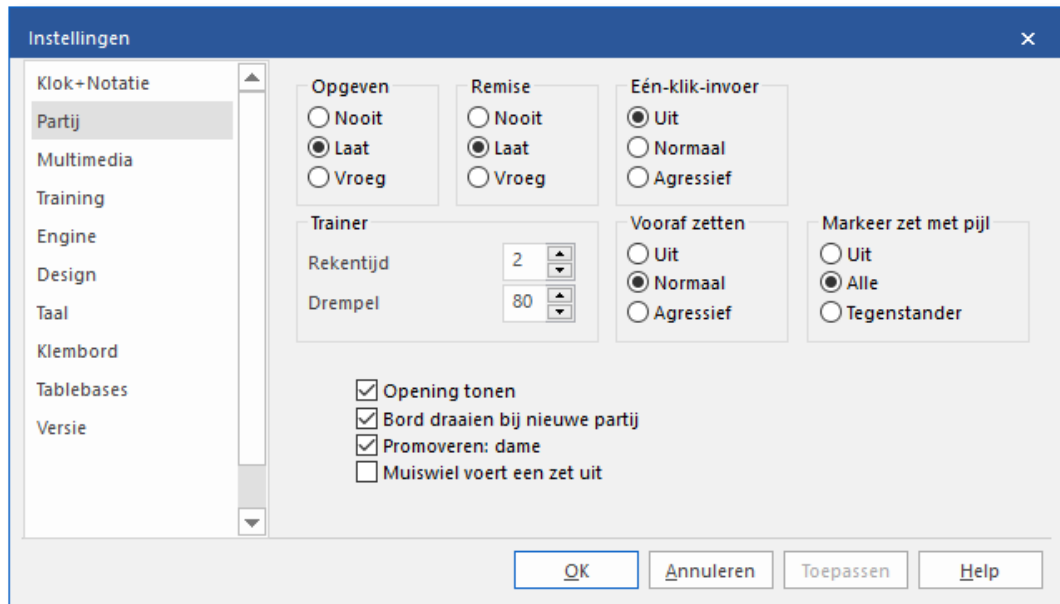 Instellingen
Klok+Notatie
Partij
Multimedia
Training
Engine
Design
Taal
Klembord
Tablebases
Versie
Opgeven
Nooit
Laat
Vroeg
Remise
Nooit
Laat
Vroeg
Eén-klik-invoer
Uit
Normaal
Agressief
Trainer
Rekentijd 2
Drempel 80
Vooraf zetten
Uit
Normaal
Agressief
Markeer zet met pijl
Uit
Alle
Tegenstander
Opening tonen
Bord draaien bij nieuwe partij
Promoveren: dame
Muiswiel voert een zet uit
OK Annuleren Toepassen Help